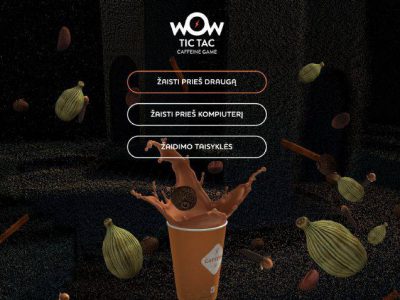 WOW
TIC TAC
CAFFEINE GAME
ŽAISTI PRIEŠ DRAUGĄ
ŽAISTI PRIEŠ KOMPIUTERĮ
ŽAIDIMO TAISYKLĖS